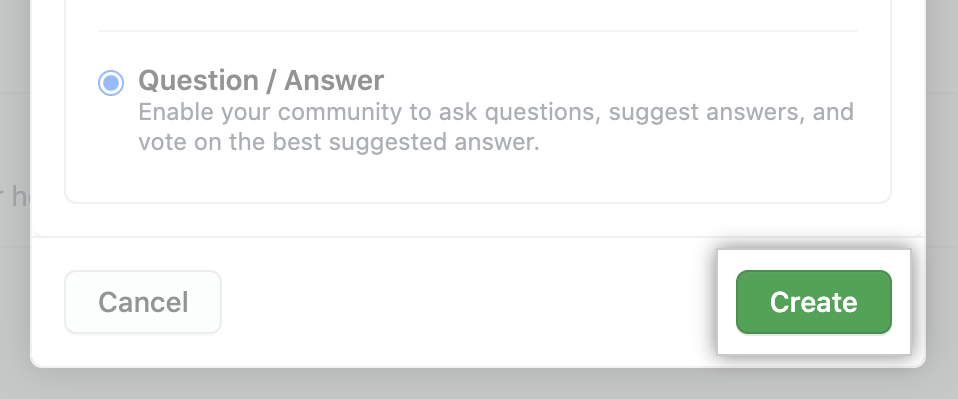 Question / Answer
Enable your community to ask questions, suggest answers, and
vote on the best suggested answer.
Cancel
Create